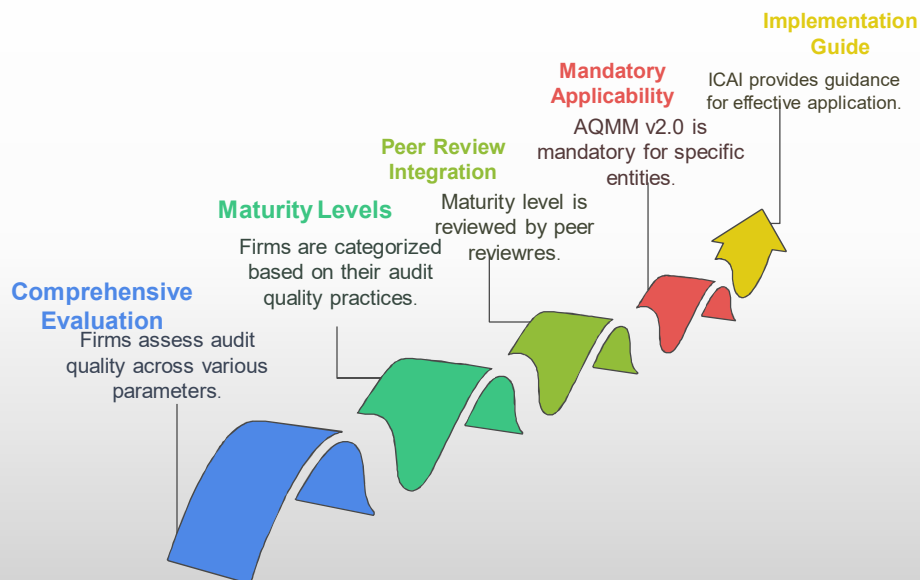 Implementation
Guide
ICAI provides guidance
for effective application.
Mandatory
Applicability
AQMM v2.0 is
mandatory for specific
entities.
Peer Review
Integration
Maturity level is
reviewed by peer
reviewres.
Maturity Levels
Firms are categorized
based on their audit
quality practices.
Comprehensive
Evaluation
Firms assess audit
quality across various
parameters.